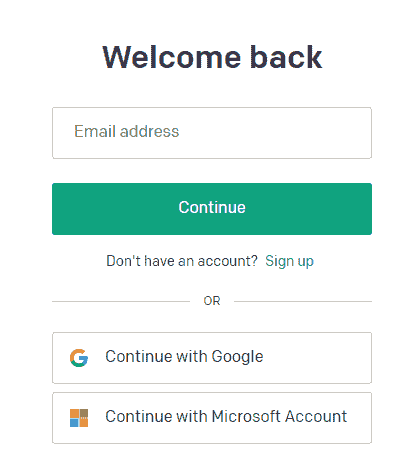 Welcome back
Email address
Continue
Don't have an account? Sign up
OR
Continue with Google
Continue with Microsoft Account